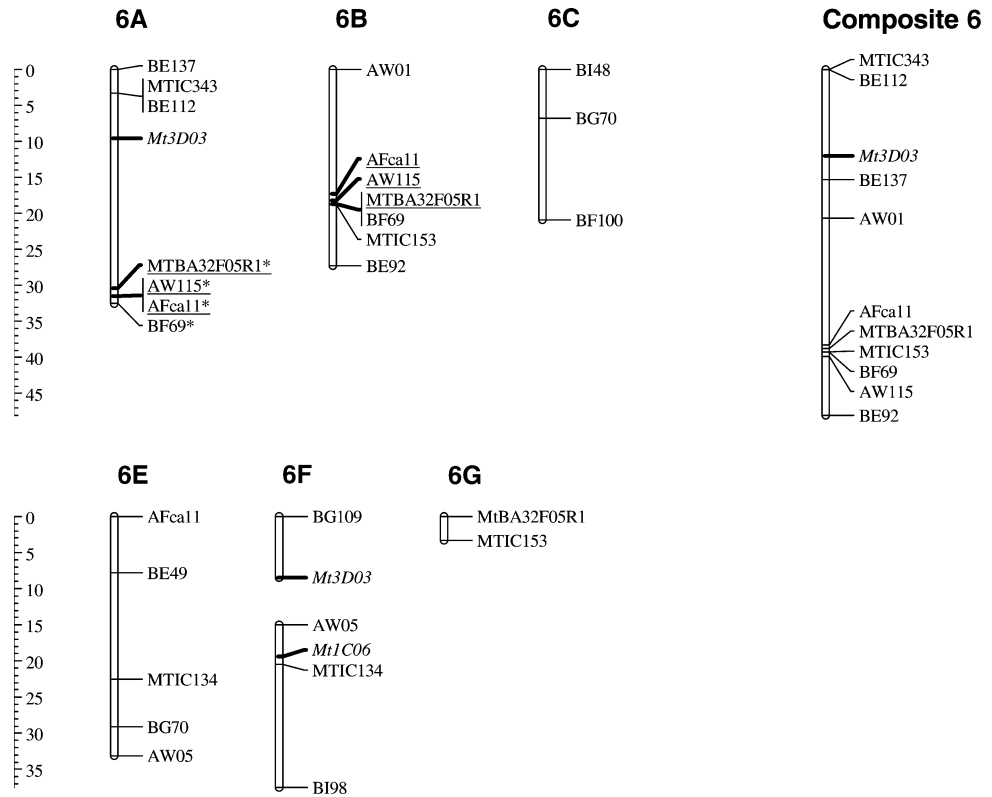 6A
6B
6C
Composite 6
0
5
10
15
20
25
30
35
40
45
BE137
MTIC343
BE112
Mt3D03
MTBA32F05R1*
AW115*
AFca11*
BF69*
AW01
AFca11
AW115
MTBA32F05R1
BF69
MTIC153
BE92
BI48
BG70
BF100
MTIC343
BE112
Mt3D03
BE137
AW01
AFca11
MTBA32F05R1
MTIC153
BF69
AW115
BE92
6E
6F
6G
0
5
10
15
20
25
30
35
AFca11
BE49
MTIC134
BG70
AW05
BG109
Mt3D03
AW05
Mt1C06
MTIC134
BI98
MtBA32F05R1
MTIC153